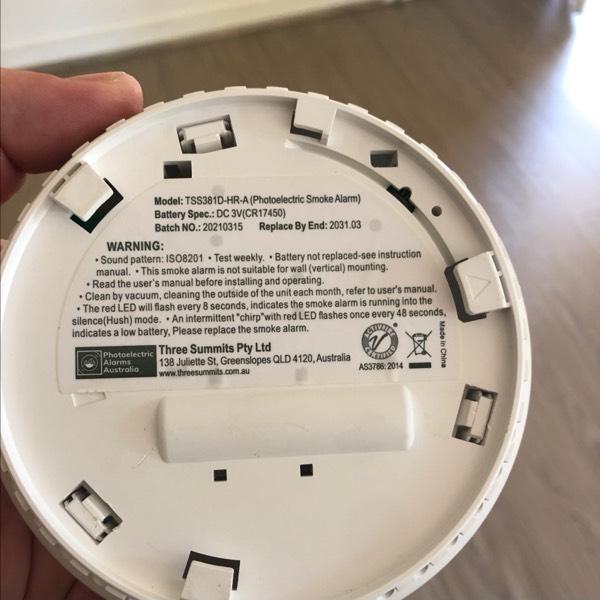 Model: TSS381D-HR-A (Photoelectric Smoke Alarm)
Battery Spec.: DC 3V(CR17450)
Batch NO.: 20210315 Replace By End: 2031.03
WARNING:
• Sound pattern: ISO8201 • Test weekly. • Battery not replaced-see instruction
manual. • This smoke alarm is not suitable for wall (vertical) mounting.
• Read the user's manual before installing and operating.
• Clean by vacuum, cleaning the outside of the unit each month, refer to user's manual.
• The red LED will flash every 8 seconds, indicates the smoke alarm is running into the
silence(Hush) mode. • An intermittent "chirp"with red LED flashes once every 48 seconds,
indicates a low battery, Please replace the smoke alarm.
Photoelectric
Alarms
Australia
Three Summits Pty Ltd
138 Juliette St, Greenslopes QLD 4120, Australia
www.threesummits.com.au
AS3786: 2014
Made in China